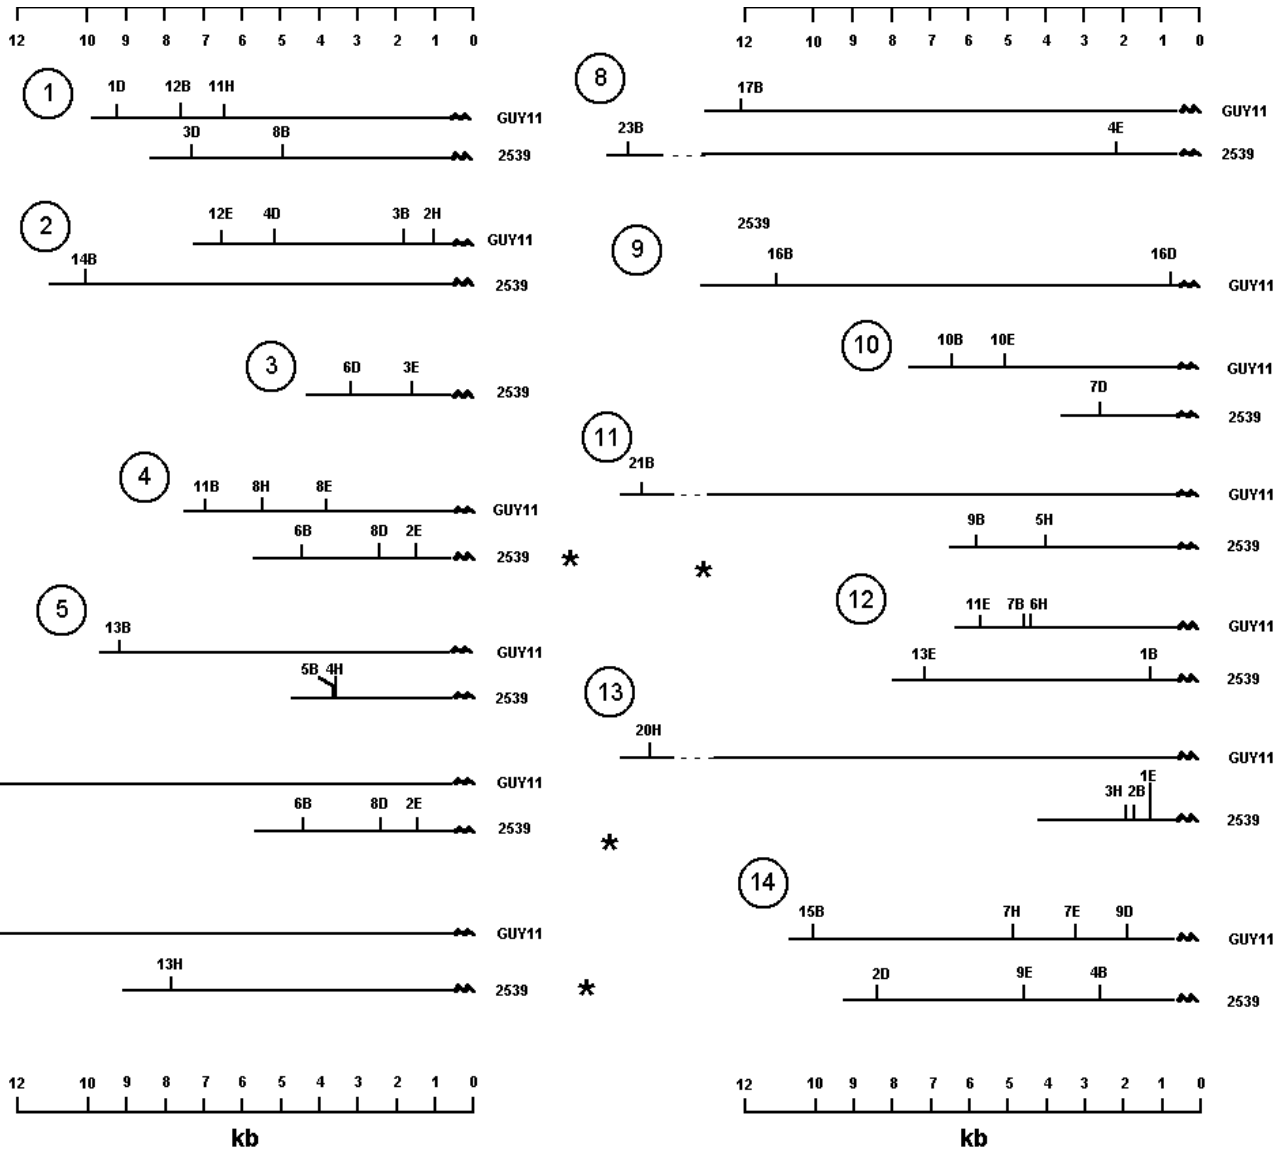 12 10 9 8 7 6 5 4 3 2 1 0
1
1D 12B 11H
GUY11
3D 8B
2539
2
12E 4D 3B 2H
GUY11
14B
2539
3
6D 3E
2539
4
11B 8H 8E
GUY11
6B 8D 2E
2539 *
5
13B
GUY11
5B 4H
2539
GUY11
6B 8D 2E
2539
*
GUY11
13H
2539 *
12 10 9 8 7 6 5 4 3 2 1 0
kb
12 10 9 8 7 6 5 4 3 2 1 0
8
17B
GUY11
23B 4E
2539
9
2539
16B 16D
GUY11
10
10B 10E
GUY11
7D
2539
11
21B
GUY11
9B 5H
2539
*
12
11E 7B 6H
GUY11
13E 1B
2539
13
20H
GUY11
1E
3H 2B
2539
14
15B 7H 7E 9D
GUY11
2D 9E 4B
2539
12 10 9 8 7 6 5 4 3 2 1 0
kb